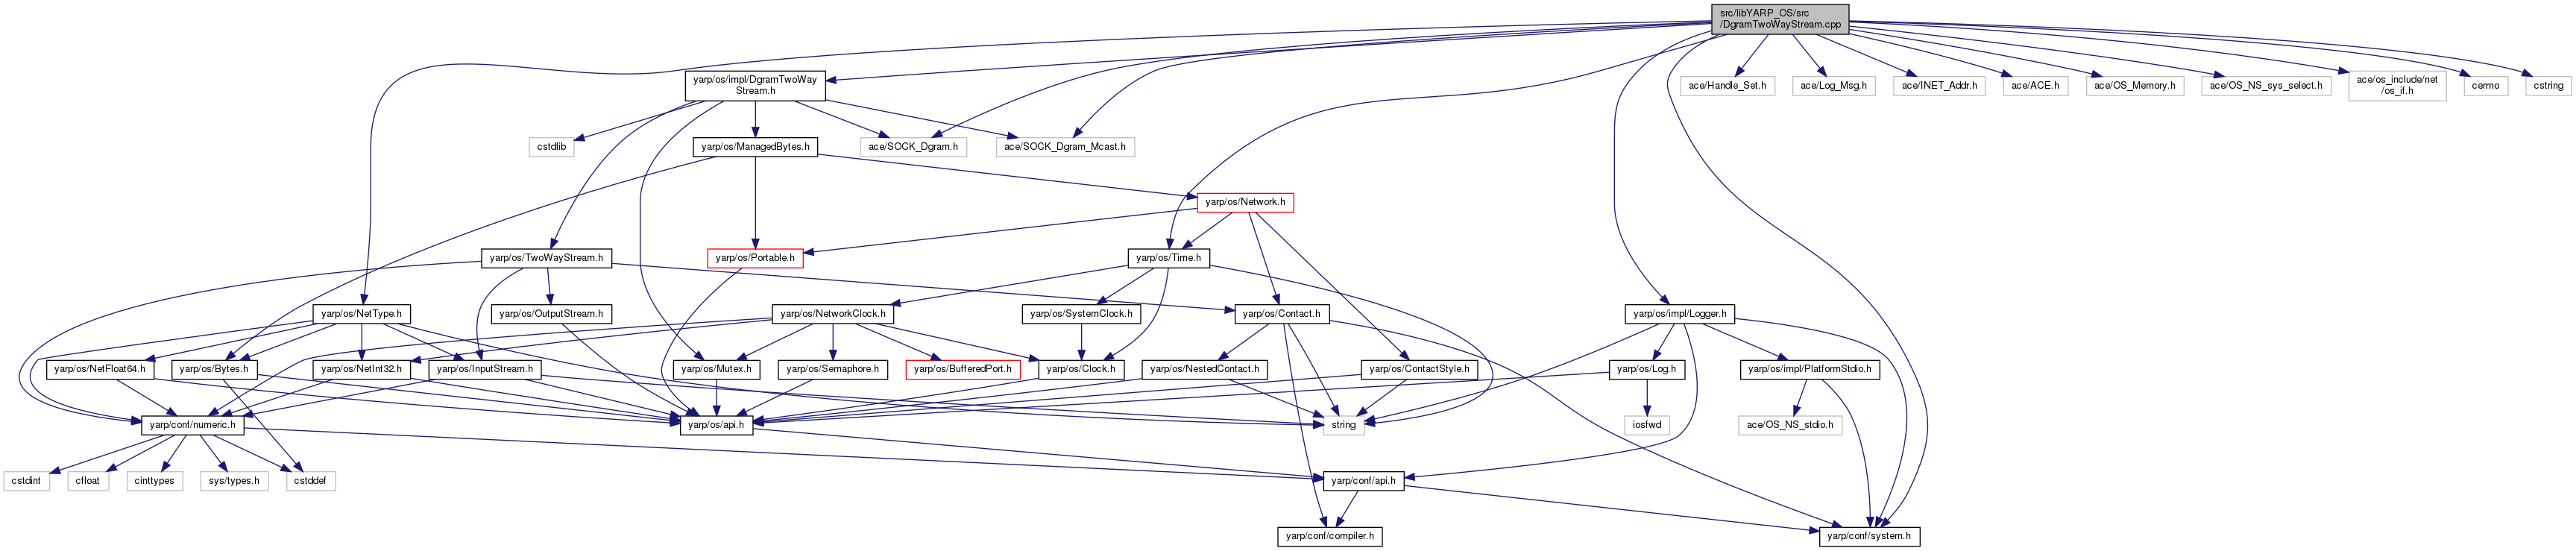 src/libYARP_OS/src
/DgramTwoWayStream.cpp
yarp/os/impl/DgramTwoWay
Stream.h
ace/Handle_Set.h
ace/Log_Msg.h
ace/INET_Addr.h
ace/ACE.h
ace/OS_Memory.h
ace/OS_NS_sys_select.h
ace/os_include/net
/os_if.h
cerrno
cstring
cstdlib
yarp/os/ManagedBytes.h
ace/SOCK_Dgram.h
ace/SOCK_Dgram_Mcast.h
yarp/os/Network.h
yarp/os/TwoWayStream.h
yarp/os/Portable.h
yarp/os/Time.h
yarp/os/NetType.h
yarp/os/OutputStream.h
yarp/os/NetworkClock.h
yarp/os/SystemClock.h
yarp/os/Contact.h
yarp/os/impl/Logger.h
yarp/os/NetFloat64.h
yarp/os/Bytes.h
yarp/os/NetInt32.h
yarp/os/InputStream.h
yarp/os/Mutex.h
yarp/os/Semaphore.h
yarp/os/BufferedPort.h
yarp/os/Clock.h
yarp/os/NestedContact.h
yarp/os/ContactStyle.h
yarp/os/Log.h
yarp/os/impl/PlatformStdio.h
yarp/conf/numeric.h
yarp/os/api.h
string
iosfwd
ace/OS_NS_stdio.h
cstdint
cfloat
cinttypes
sys/types.h
cstddef
yarp/conf/api.h
yarp/conf/compiler.h
yarp/conf/system.h